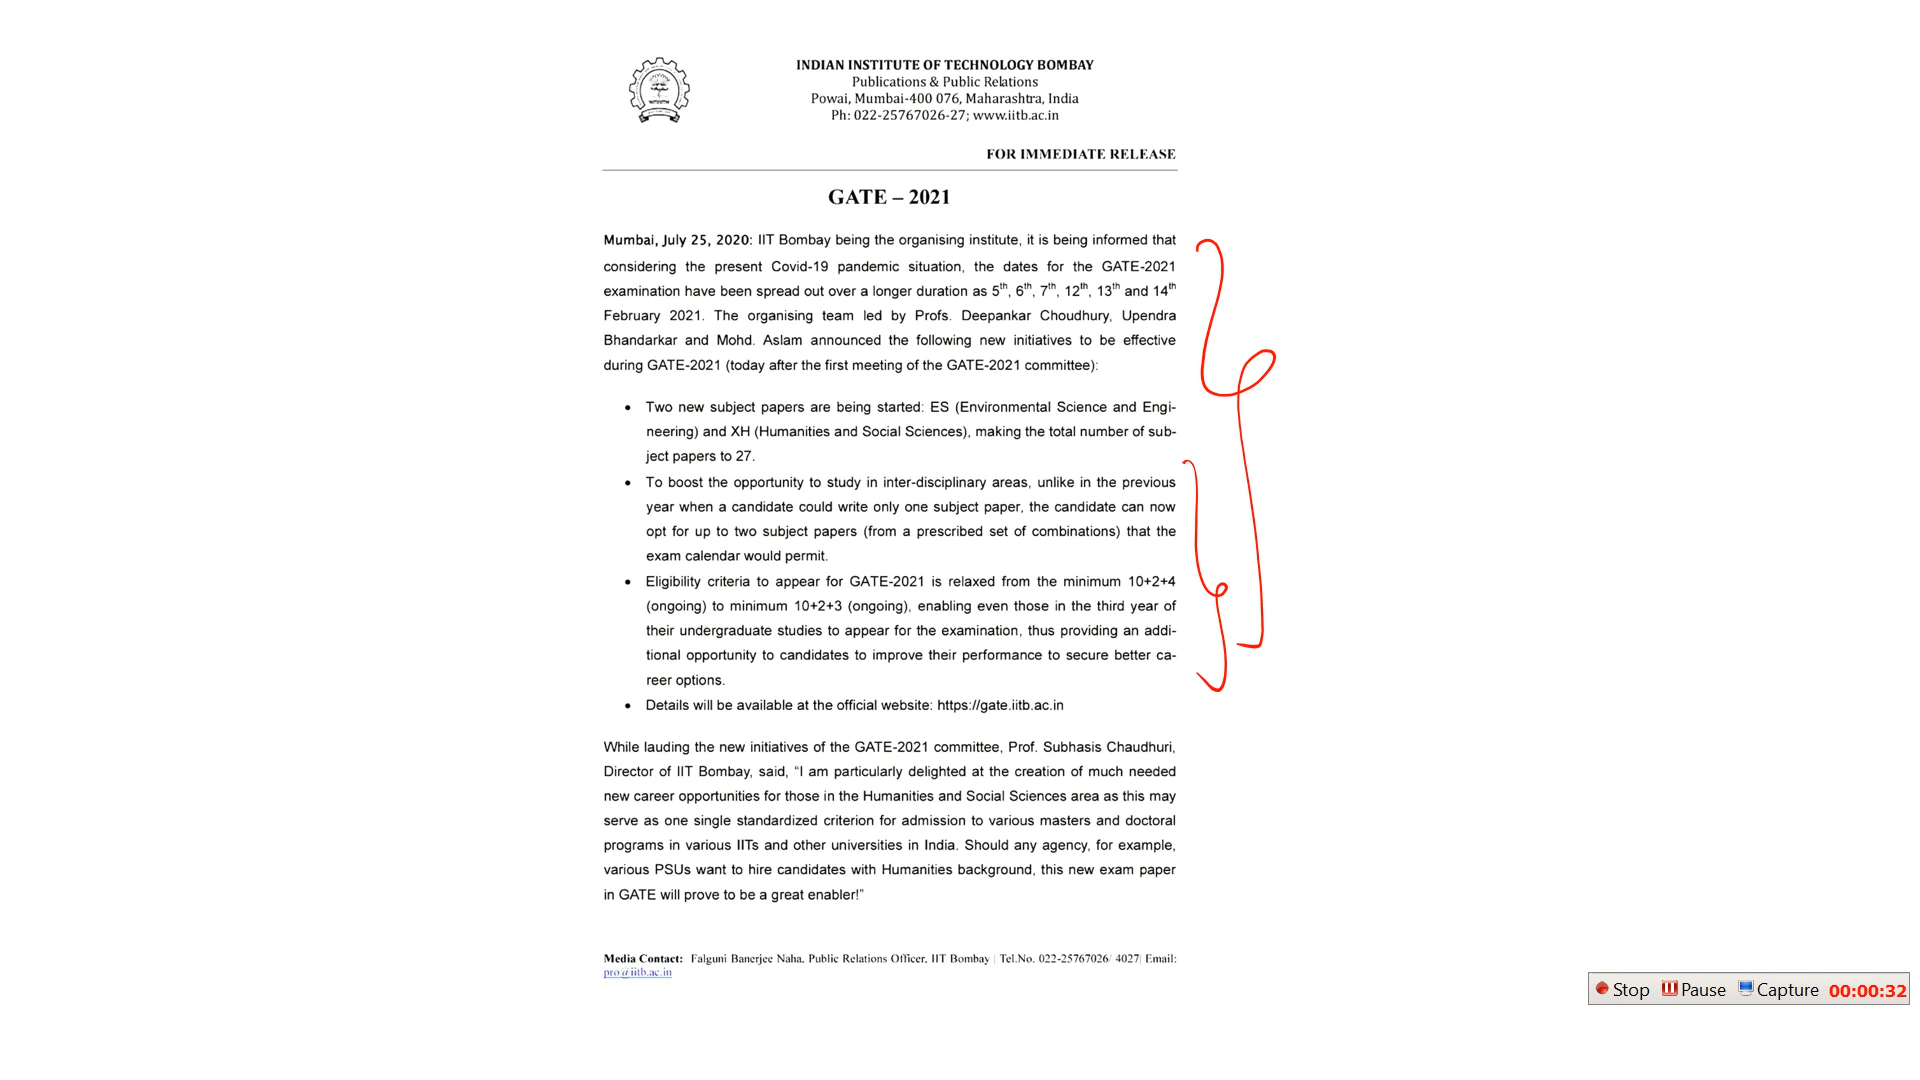 INDIAN INSTITUTE OF TECHNOLOGY BOMBAY
Publications & Public Relations
Powai, Mumbai-400 076, Maharashtra, India
Ph: 022-25767026-27; www.iitb.ac.in
FOR IMMEDIATE RELEASE
GATE – 2021
Mumbai, July 25, 2020: IIT Bombay being the organising institute, it is being informed that
considering the present Covid-19 pandemic situation, the dates for the GATE-2021
examination have been spread out over a longer duration as 5th, 6th, 7th, 12th, 13th and 14th
February 2021. The organising team led by Profs. Deepankar Choudhury, Upendra
Bhandarkar and Mohd. Aslam announced the following new initiatives to be effective
during GATE-2021 (today after the first meeting of the GATE-2021 committee):
• Two new subject papers are being started: ES (Environmental Science and Engi-
neering) and XH (Humanities and Social Sciences), making the total number of sub-
ject papers to 27.
• To boost the opportunity to study in inter-disciplinary areas, unlike in the previous
year when a candidate could write only one subject paper, the candidate can now
opt for up to two subject papers (from a prescribed set of combinations) that the
exam calendar would permit.
• Eligibility criteria to appear for GATE-2021 is relaxed from the minimum 10+2+4
(ongoing) to minimum 10+2+3 (ongoing), enabling even those in the third year of
their undergraduate studies to appear for the examination, thus providing an addi-
tional opportunity to candidates to improve their performance to secure better ca-
reer options.
• Details will be available at the official website: https://gate.iitb.ac.in
While lauding the new initiatives of the GATE-2021 committee, Prof. Subhasis Chaudhuri,
Director of IIT Bombay, said, “I am particularly delighted at the creation of much needed
new career opportunities for those in the Humanities and Social Sciences area as this may
serve as one single standardized criterion for admission to various masters and doctoral
programs in various IITs and other universities in India. Should any agency, for example,
various PSUs want to hire candidates with Humanities background, this new exam paper
in GATE will prove to be a great enabler!”
Media Contact: Falguni Banerjee Naha, Public Relations Officer, IIT Bombay | Tel.No. 022-25767026/ 4027| Email:
pro@iitb.ac.in
Stop Pause Capture 00:00:32